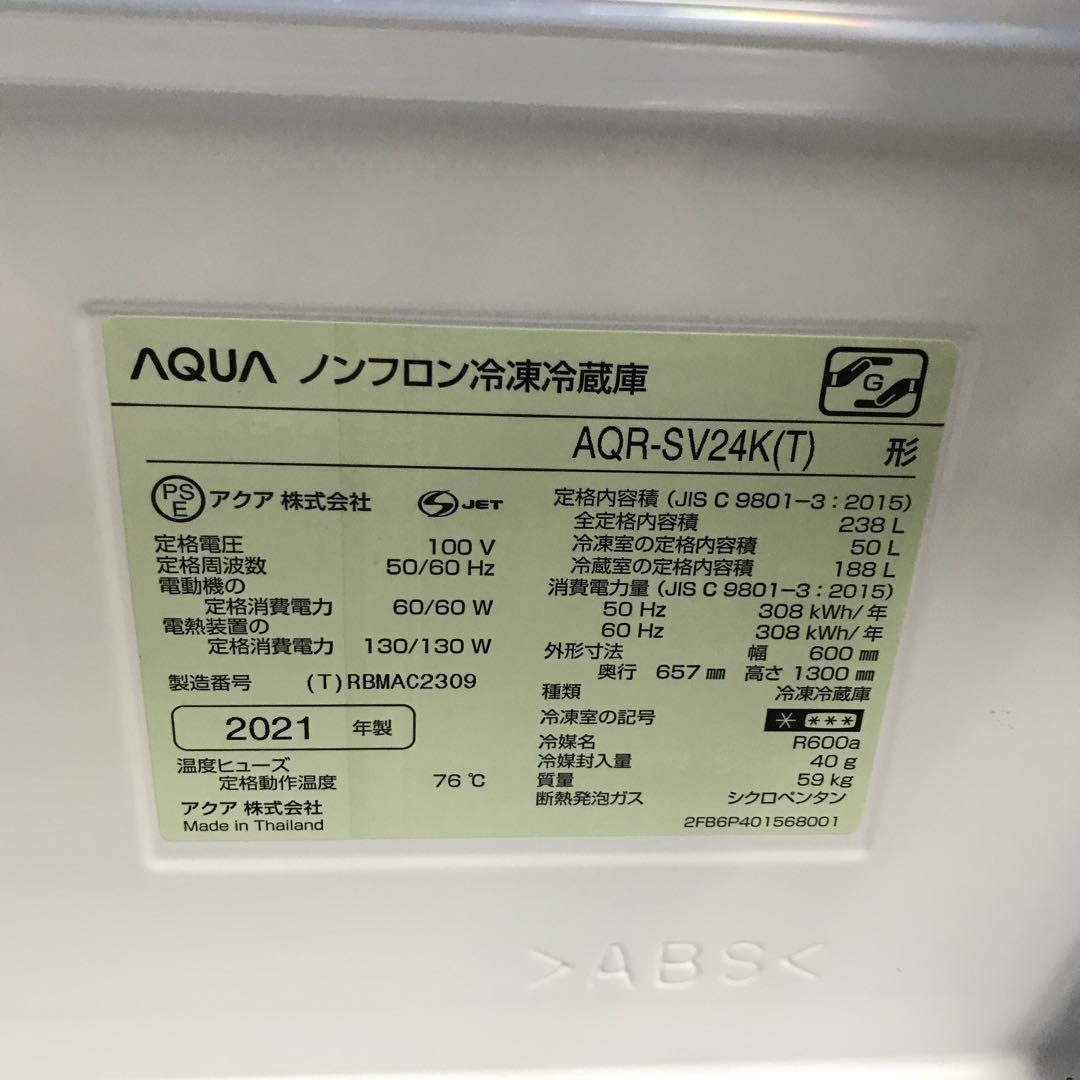 AQUA ノンフロン冷凍冷蔵庫
G
AQR-SV24K(T) 形
PSE アクア 株式会社 S JET
定格電圧 100 V
定格周波数 50/60 Hz
電動機の
定格消費電力 60/60 W
電熱装置の
定格消費電力 130/130 W
製造番号 (T)RBMAC2309
2021 年製
温度ヒューズ
定格動作温度 76 ℃
アクア 株式会社
Made in Thailand
定格内容積 (JIS C 9801-3 : 2015)
全定格内容積 238 L
冷凍室の定格内容積 50 L
冷蔵室の定格内容積 188 L
消費電力量 (JIS C 9801-3 : 2015)
50 Hz 308 kWh/年
60 Hz 308 kWh/年
外形寸法 幅 600 mm
奥行 657 mm 高さ 1300 mm
種類 冷凍冷蔵庫
冷凍室の記号 * ***
冷媒名 R600a
冷媒封入量 40 g
質量 59 kg
断熱発泡ガス シクロペンタン
2FB6P401568001
>ABS<